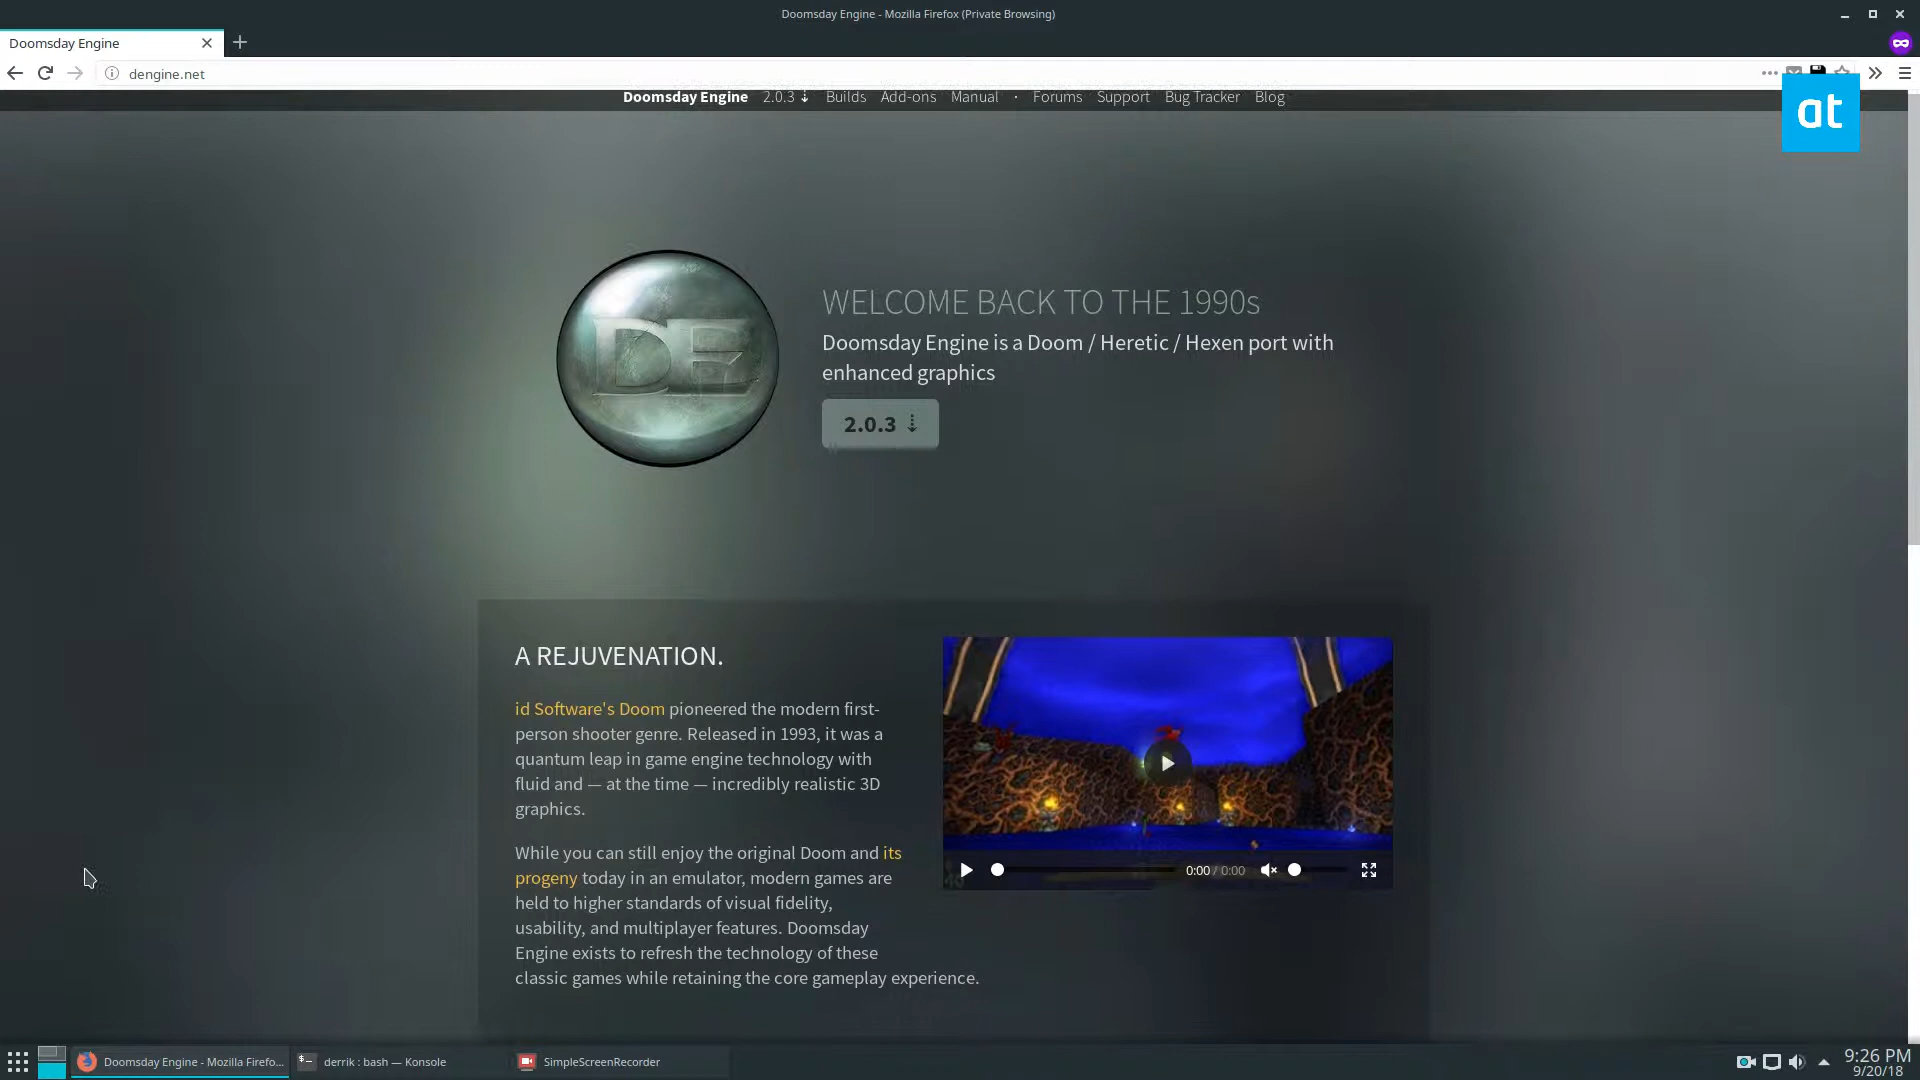 Doomsday Engine - Mozilla Firefox (Private Browsing)
Doomsday Engine
dengine.net
Doomsday Engine 2.0.3 ⇣ Builds Add-ons Manual · Forums Support Bug Tracker Blog
at
DE
WELCOME BACK TO THE 1990s
Doomsday Engine is a Doom / Heretic / Hexen port with
enhanced graphics
2.0.3 ⇣
A REJUVENATION.
id Software's Doom pioneered the modern first-
person shooter genre. Released in 1993, it was a
quantum leap in game engine technology with
fluid and — at the time — incredibly realistic 3D
graphics.
While you can still enjoy the original Doom and its
progeny today in an emulator, modern games are
held to higher standards of visual fidelity,
usability, and multiplayer features. Doomsday
Engine exists to refresh the technology of these
classic games while retaining the core gameplay experience.
0:00 / 0:00
Doomsday Engine - Mozilla Firefo... derrik : bash — Konsole SimpleScreenRecorder 9:26 PM
9/20/18